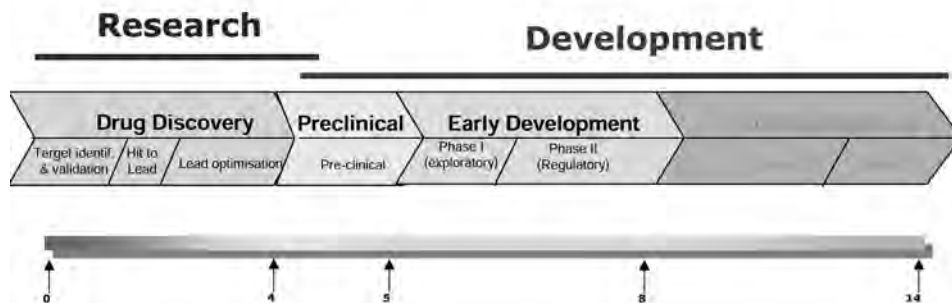 Research
Development
Drug Discovery
Preclinical
Early Development
Target identif.
& validation
Hit to
Lead
Lead optimisation
Pre-clinical
Phase I
(exploratory)
Phase II
(Regulatory)
0
4
5
8
14